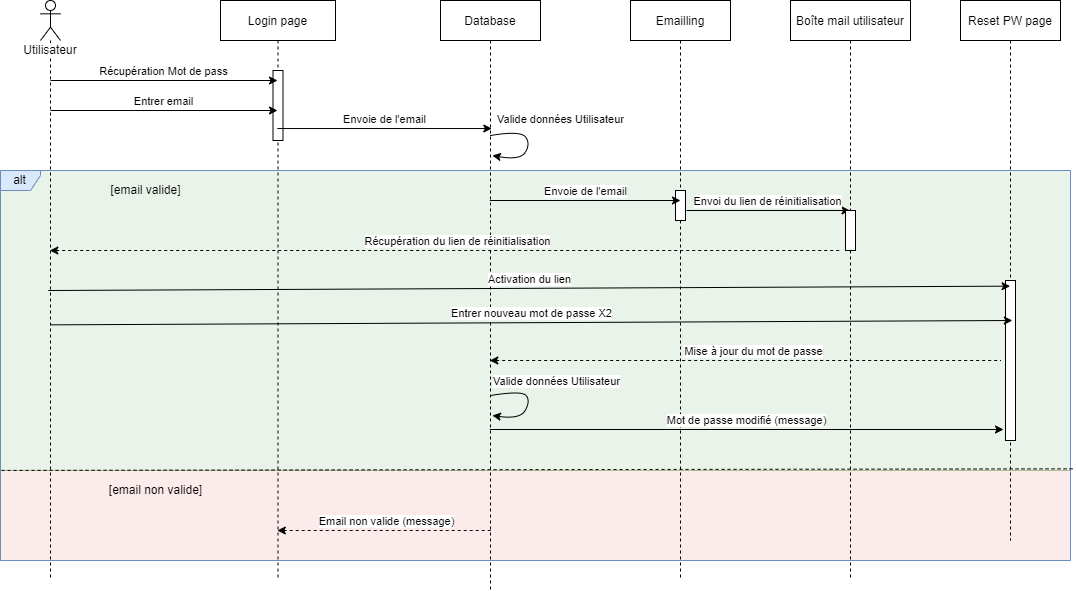 Utilisateur
Login page
Database
Emailling
Boîte mail utilisateur
Reset PW page
Récupération Mot de pass
Entrer email
Envoie de l'email
Valide données Utilisateur
alt
[email valide]
Envoie de l'email
Envoi du lien de réinitialisation
Récupération du lien de réinitialisation
Activation du lien
Entrer nouveau mot de passe X2
Mise à jour du mot de passe
Valide données Utilisateur
Mot de passe modifié (message)
[email non valide]
Email non valide (message)